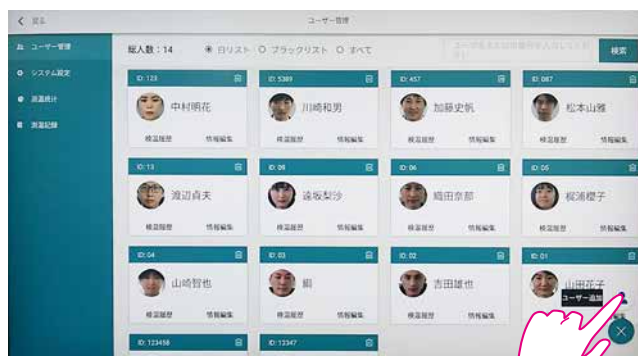 戻る
ユーザー管理
ユーザー管理
システム設定
測温統計
測温記録
総人数：14
白リスト
ブラックリスト
すべて
検索
ID: 123
ID: 5389
ID: 457
ID: 087
中村明花
川崎和男
加藤史帆
松本山雅
検温履歴 情報編集
検温履歴 情報編集
検温履歴 情報編集
検温履歴 情報編集
ID: 13
ID: 09
ID: 06
ID: 05
渡辺貞夫
遠坂梨沙
織田奈那
梶浦櫻子
検温履歴 情報編集
検温履歴 情報編集
検温履歴 情報編集
検温履歴 情報編集
ID: 04
ID: 03
ID: 02
ID: 01
山崎智也
鋼
吉田雄也
山田花子
ユーザー追加
検温履歴 情報編集
検温履歴 情報編集
検温履歴 情報編集
検温履歴
ID: 123456
ID: 12347